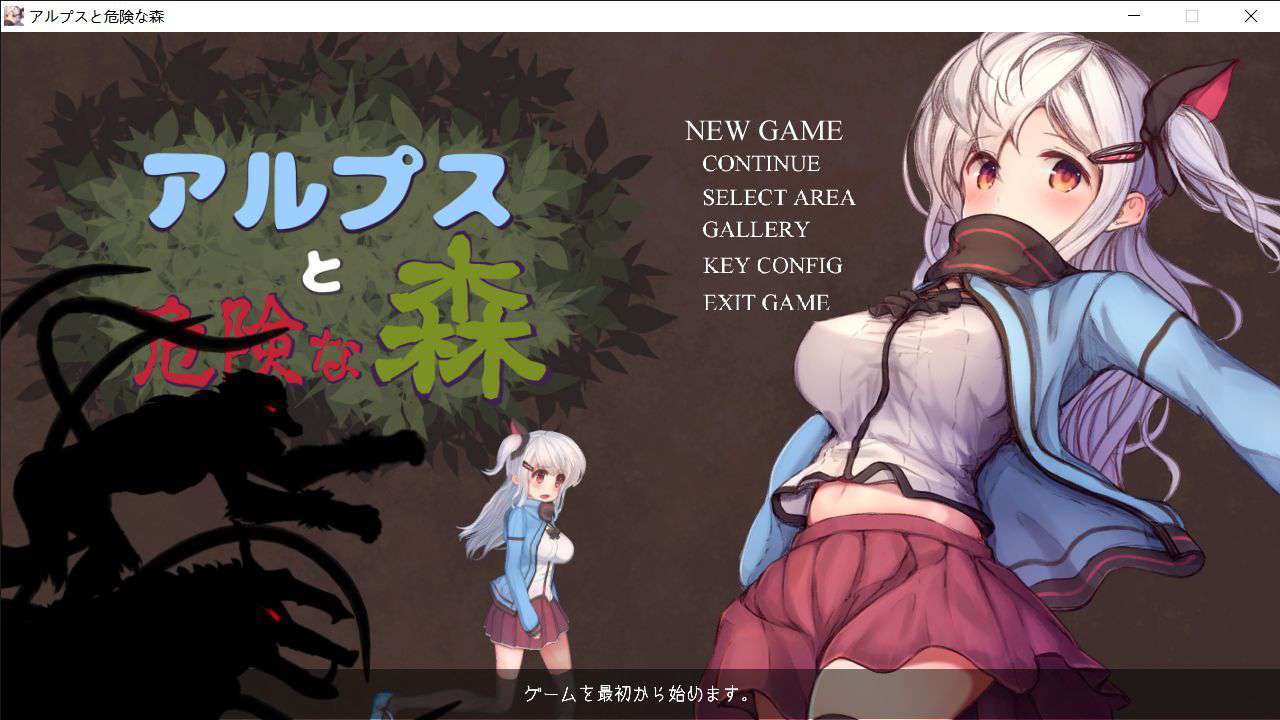 アルプスと危険な森
アルプス
と
危険な森
NEW GAME
CONTINUE
SELECT AREA
GALLERY
KEY CONFIG
EXIT GAME
ゲームを最初から始めます。